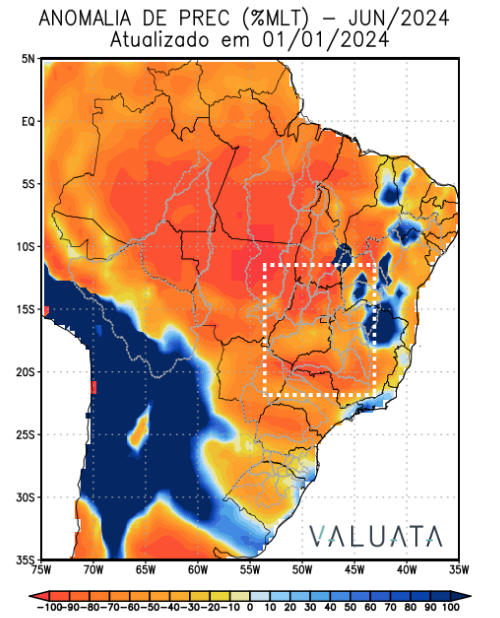 ANOMALIA DE PREC (%MLT) – JUN/2024
Atualizado em 01/01/2024
5N
EQ
5S
10S
15S
20S
25S
30S
35S
VALUATA
75W 70W 65W 60W 55W 50W 45W 40W 35W
-100 -90 -80 -70 -60 -50 -40 -30 -20 -10 0 10 20 30 40 50 60 70 80 90 100